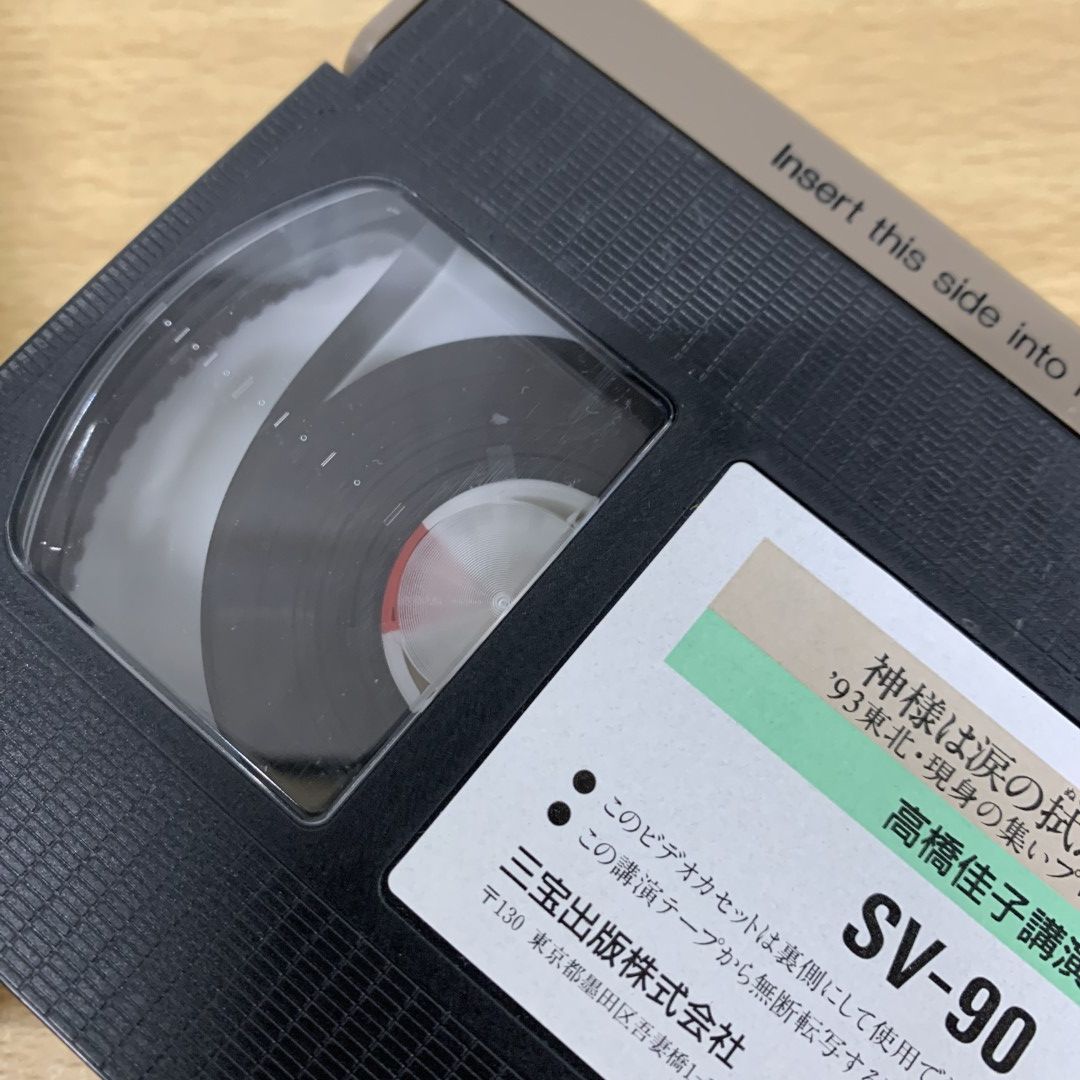 Insert this side into
神様は涙の拭
ぬ
'93東北・現身の集いプ
高橋佳子講演
SV-90
● このビデオカセットは裏側にして使用で
● この講演テープから無断転写す
三宝出版株式会社
〒130 東京都墨田区吾妻橋1-